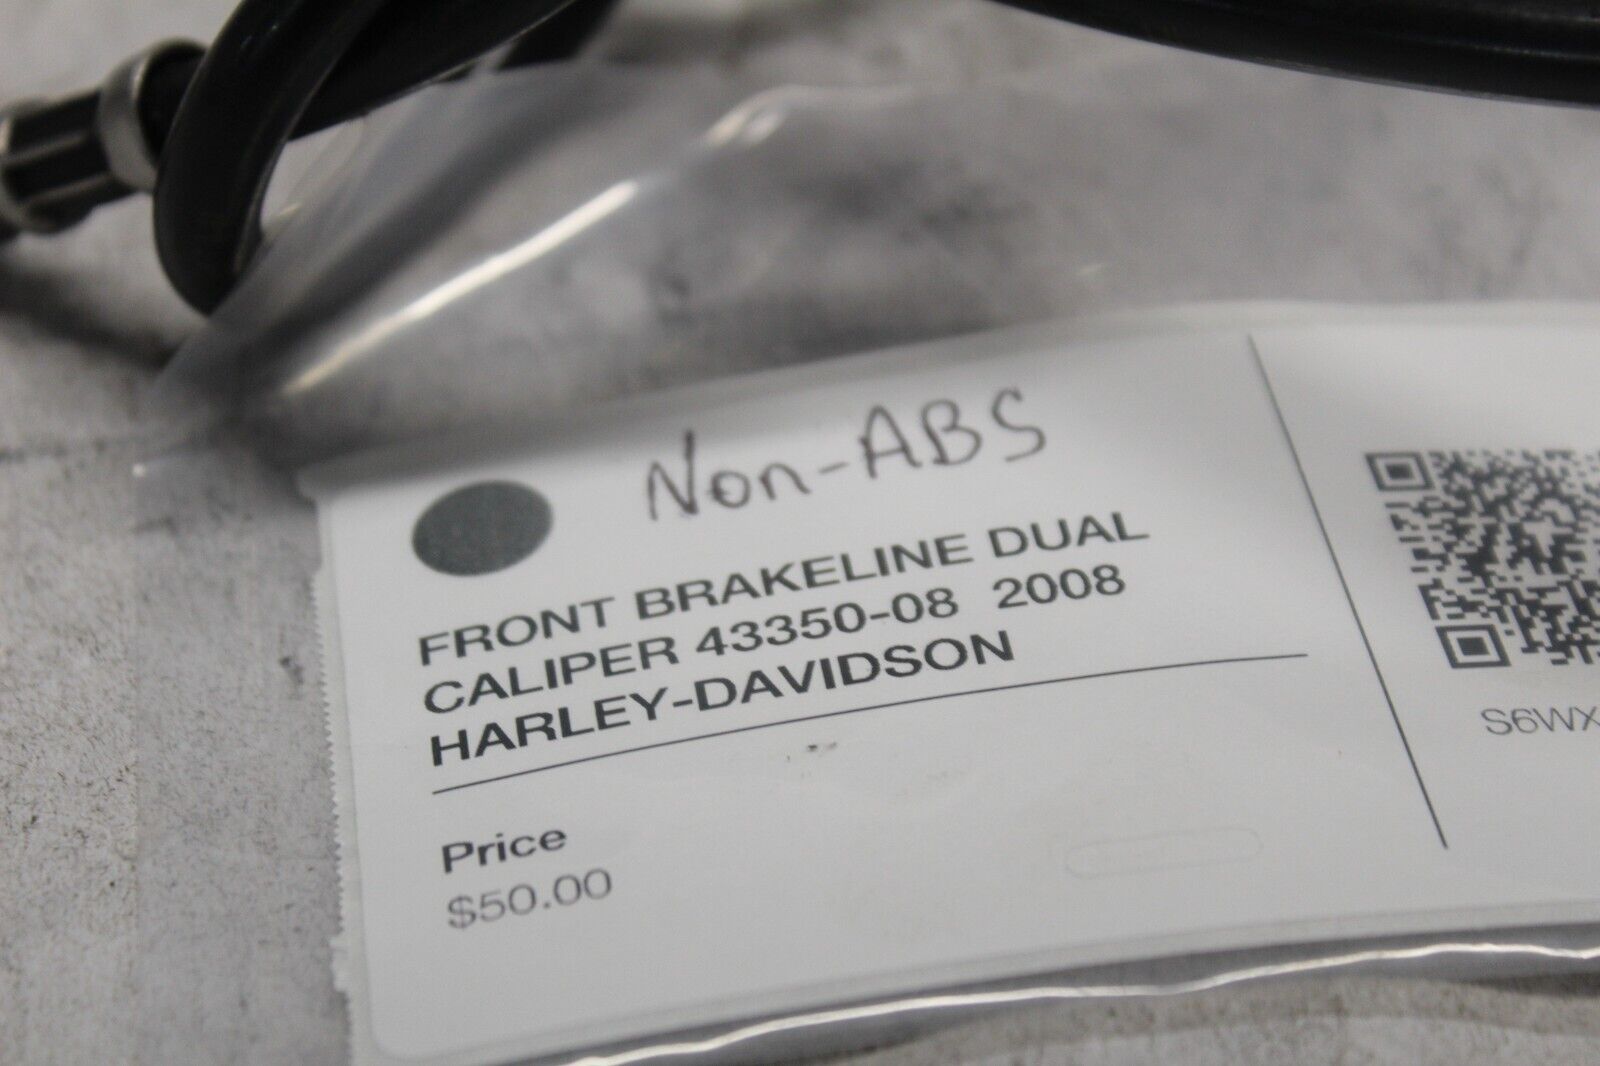 Non-ABS
FRONT BRAKELINE DUAL
CALIPER 43350-08 2008
HARLEY-DAVIDSON
Price
$50.00
S6WX